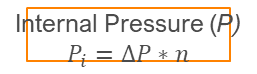 Internal Pressure (P)
Pᵢ = ΔP * n